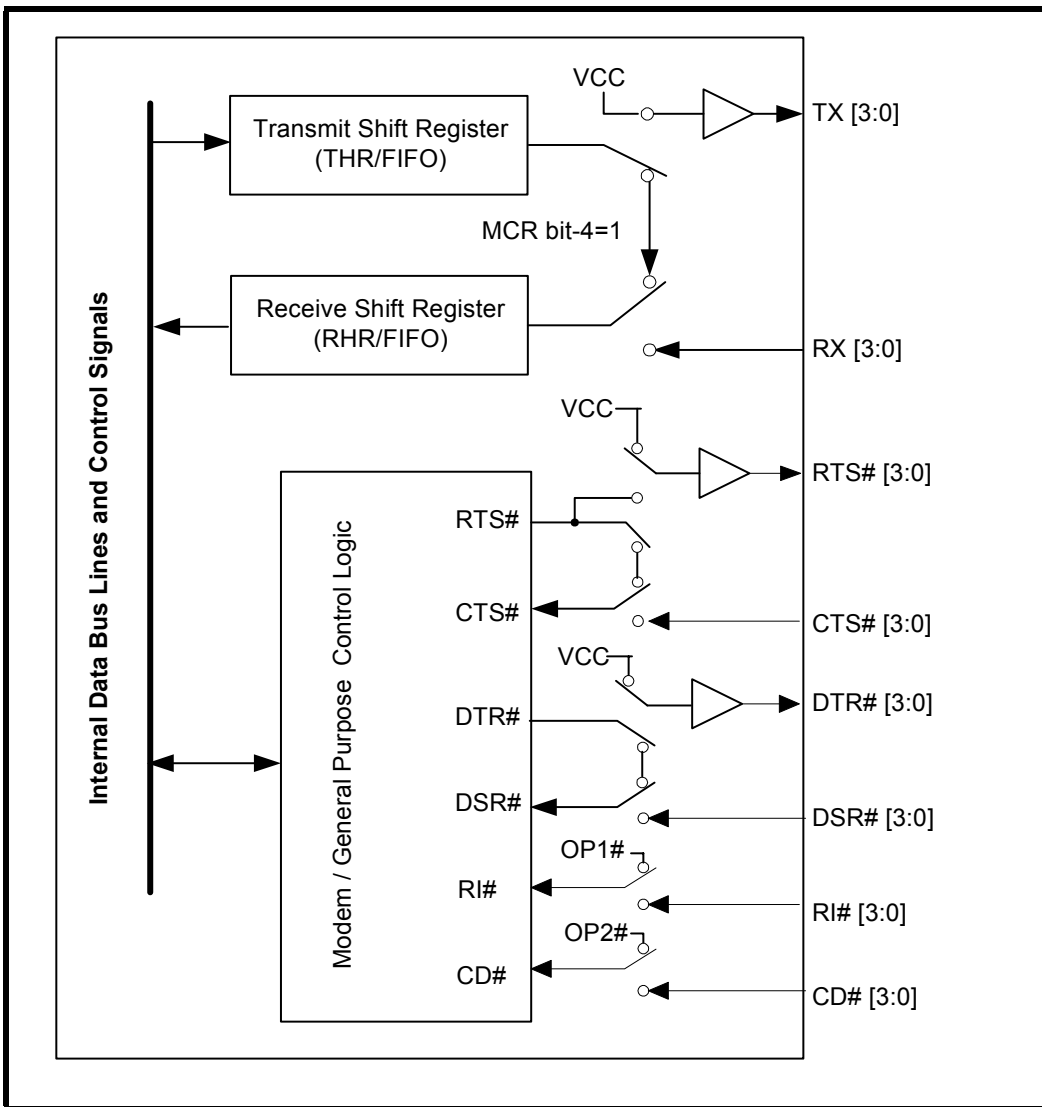 VCC
TX [3:0]
Transmit Shift Register
(THR/FIFO)
MCR bit-4=1
Receive Shift Register
(RHR/FIFO)
RX [3:0]
Internal Data Bus Lines and Control Signals
VCC
RTS# [3:0]
Modem / General Purpose Control Logic
RTS#
CTS#
CTS# [3:0]
VCC
DTR# [3:0]
DTR#
DSR#
DSR# [3:0]
OP1#
RI#
RI# [3:0]
OP2#
CD#
CD# [3:0]